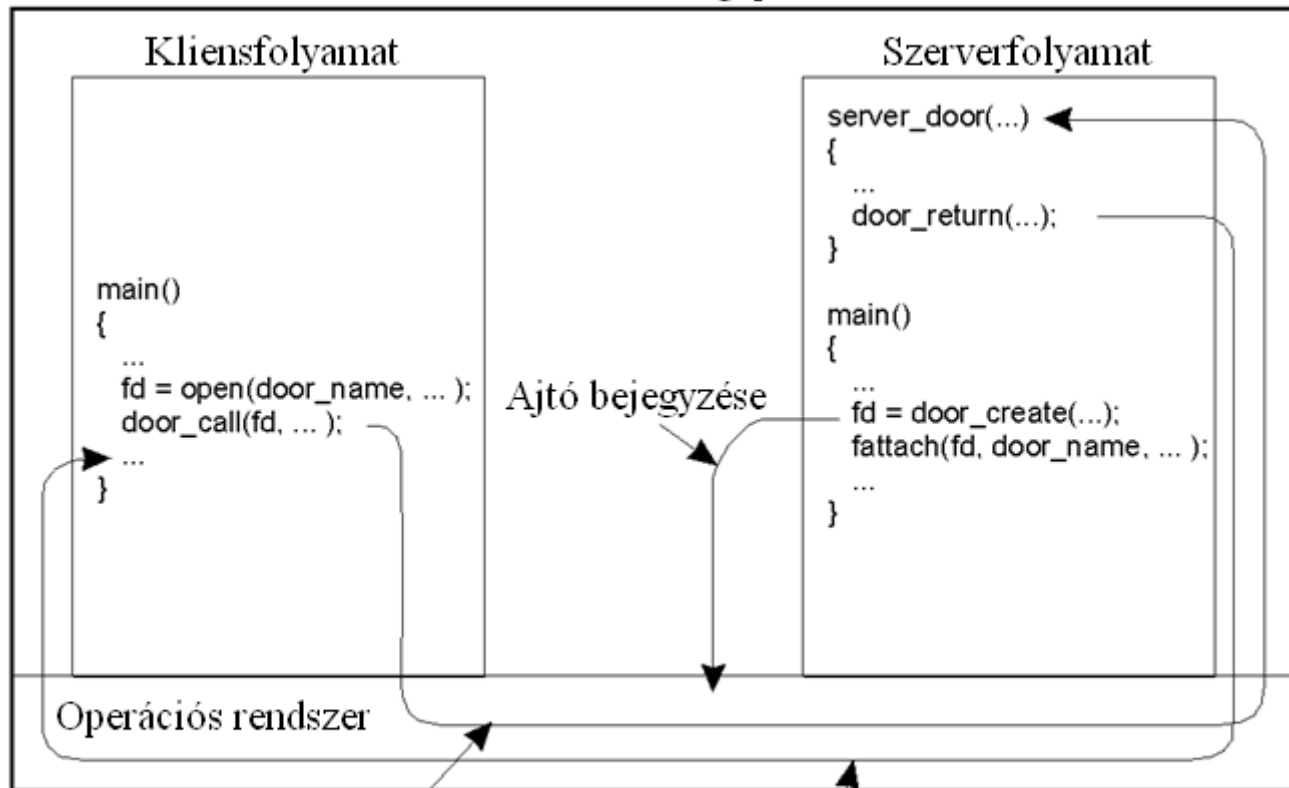 Kliensfolyamat
main()
{
...
fd = open(door_name, ... );
door_call(fd, ... );
...
}
Ajtó bejegyzése
Szerverfolyamat
server_door(...)
{
...
door_return(...);
}
main()
{
...
fd = door_create(...);
fattach(fd, door_name, ... );
...
}
Operációs rendszer